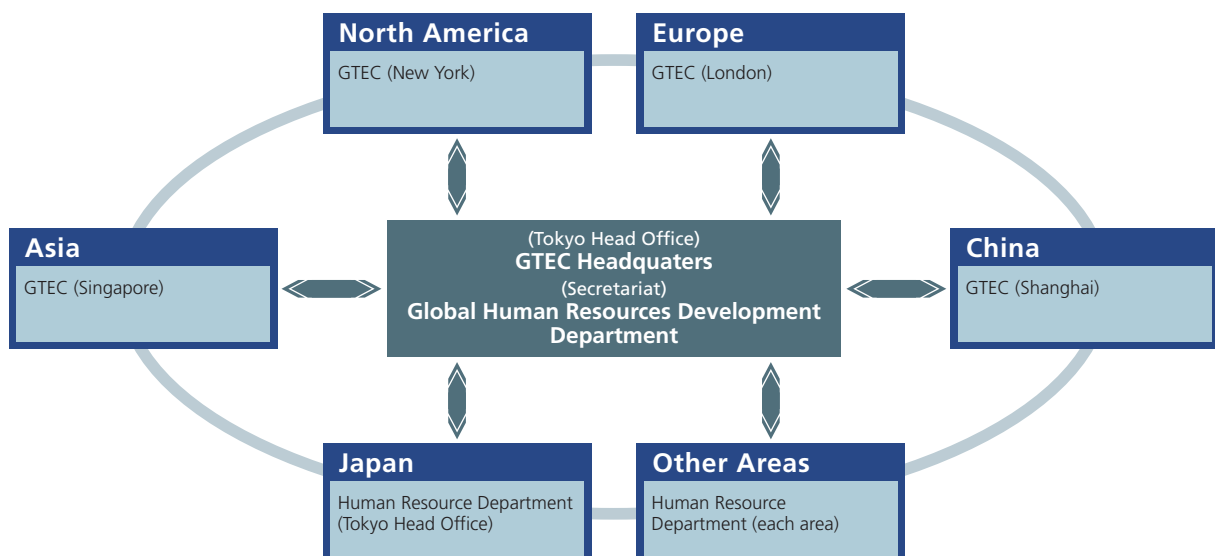 North America
GTEC (New York)
Europe
GTEC (London)
Asia
GTEC (Singapore)
(Tokyo Head Office)
GTEC Headquaters
(Secretariat)
Global Human Resources Development
Department
China
GTEC (Shanghai)
Japan
Human Resource Department
(Tokyo Head Office)
Other Areas
Human Resource
Department (each area)